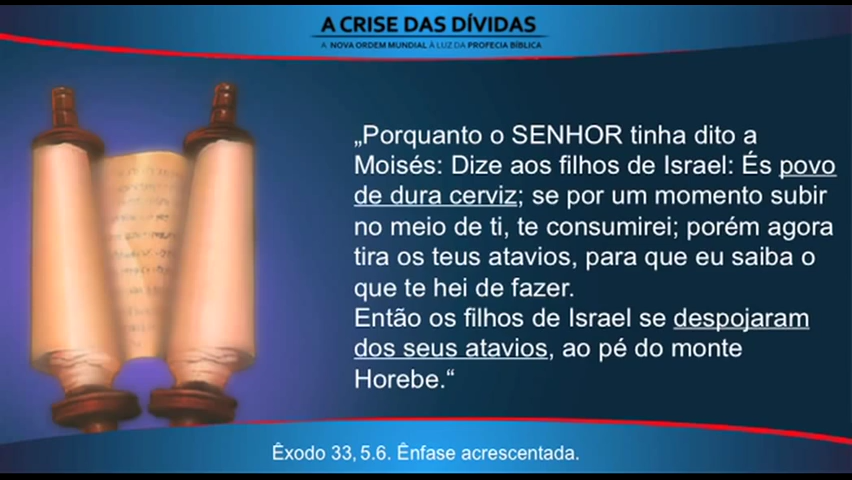 A CRISE DAS DÍVIDAS
A NOVA ORDEM MUNDIAL À LUZ DA PROFECIA BÍBLICA
„Porquanto o SENHOR tinha dito a
Moisés: Dize aos filhos de Israel: És povo
de dura cerviz; se por um momento subir
no meio de ti, te consumirei; porém agora
tira os teus atavios, para que eu saiba o
que te hei de fazer.
Então os filhos de Israel se despojaram
dos seus atavios, ao pé do monte
Horebe.“
Êxodo 33, 5.6. Ênfase acrescentada.